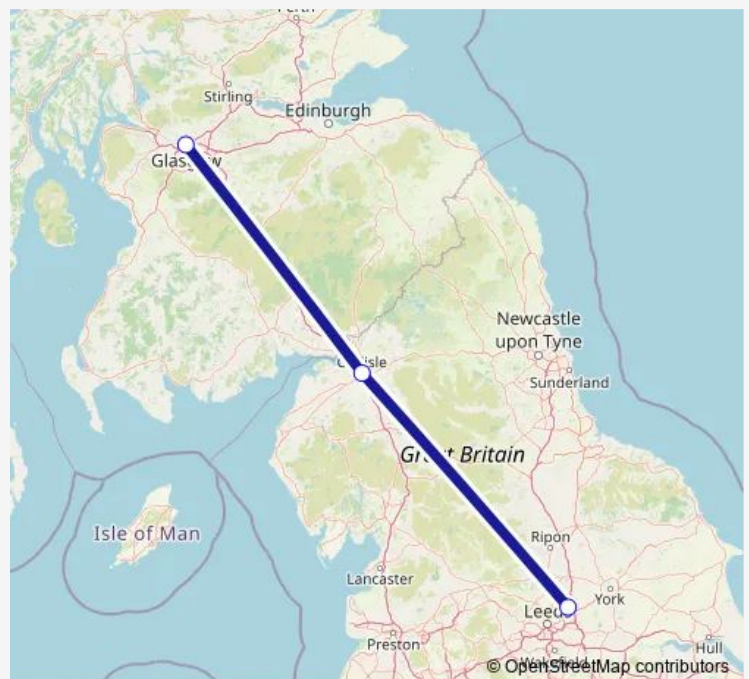 Stirling
Edinburgh
Newcastle
upon Tyne
Sunderland
Great Britain
Isle of Man
Ripon
Lancaster
York
Preston
Hull
© OpenStreetMap contributors